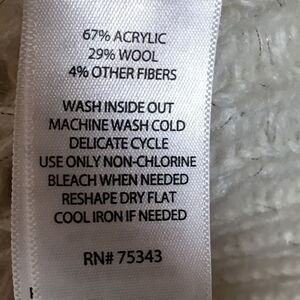 67% ACRYLIC
29% WOOL
4% OTHER FIBERS
WASH INSIDE OUT
MACHINE WASH COLD
DELICATE CYCLE
USE ONLY NON-CHLORINE
BLEACH WHEN NEEDED
RESHAPE DRY FLAT
COOL IRON IF NEEDED
RN# 75343